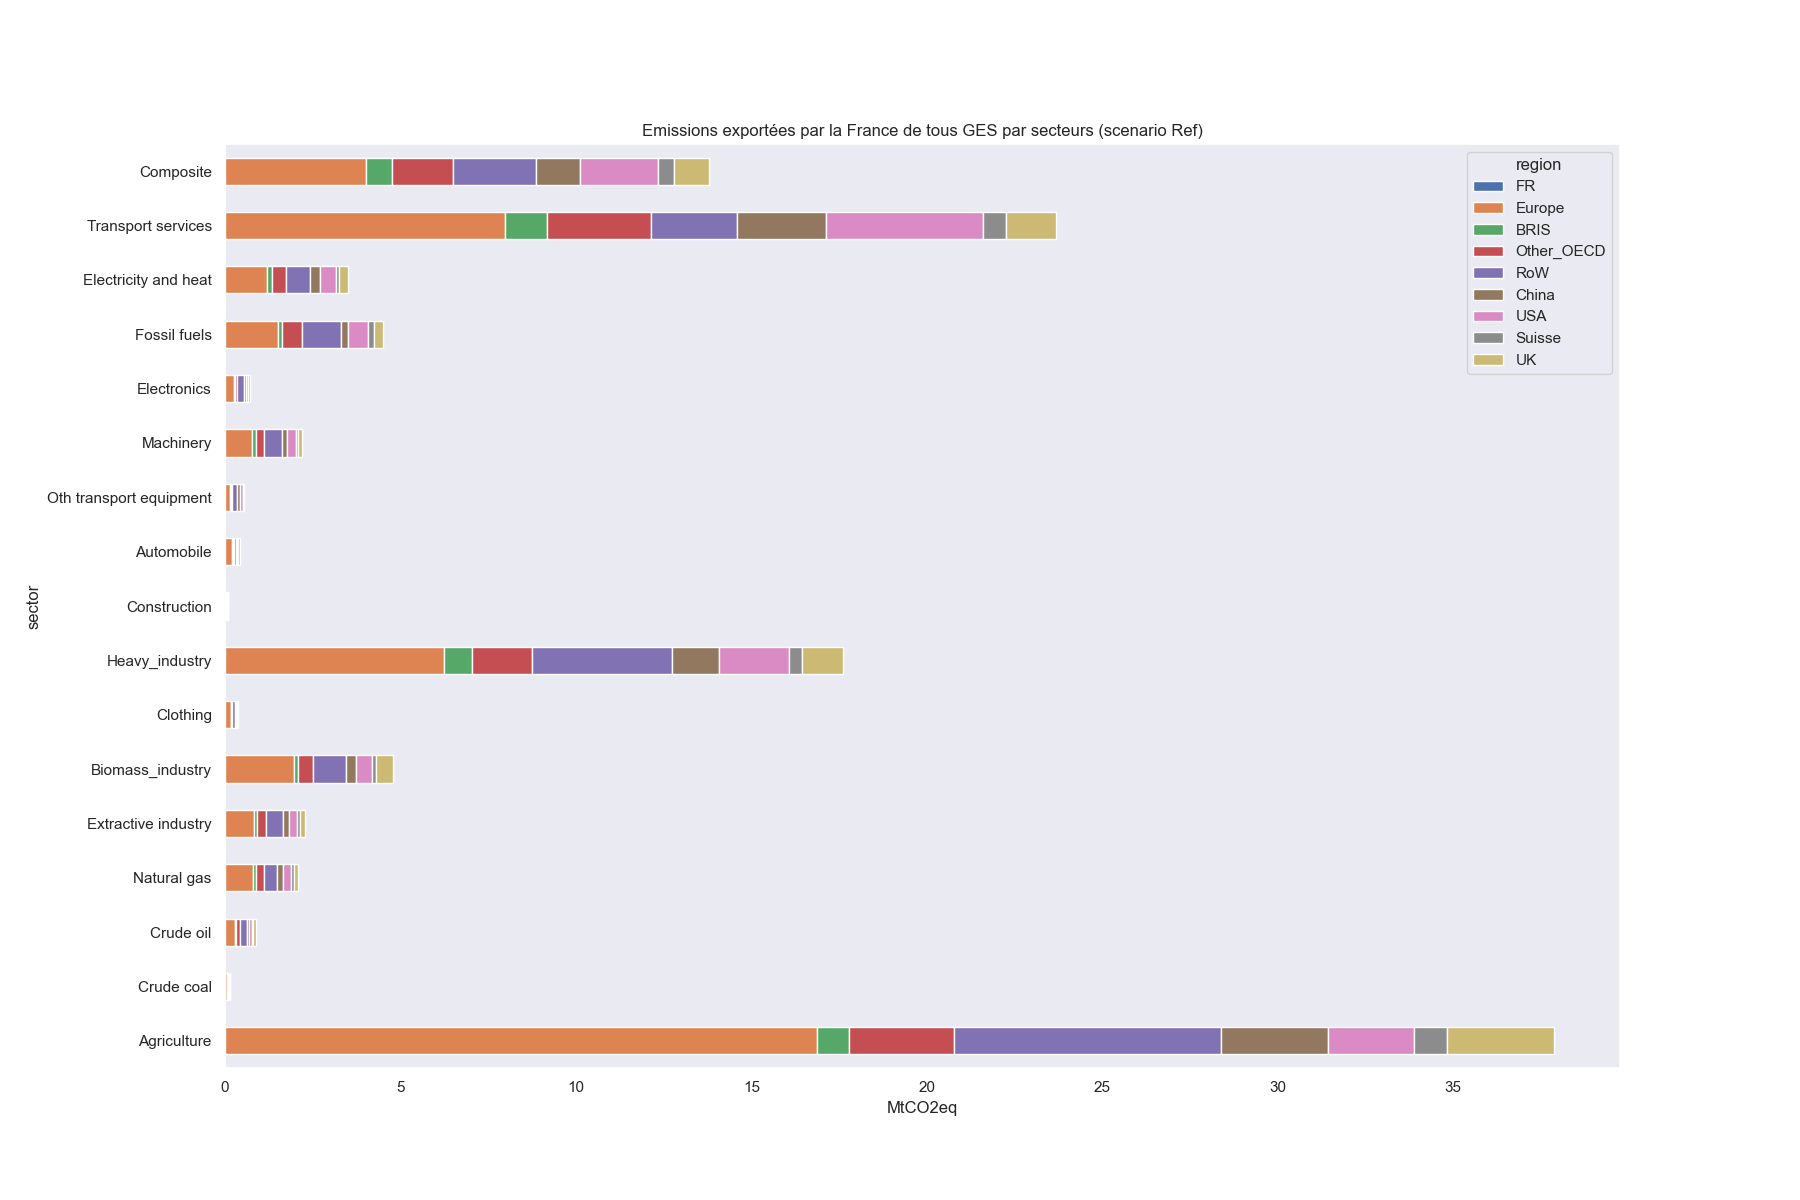 Emissions exportées par la France de tous GES par secteurs (scenario Ref)
region
FR
Europe
BRIS
Other_OECD
RoW
China
USA
Suisse
UK
sector
Composite
Transport services
Electricity and heat
Fossil fuels
Electronics
Machinery
Oth transport equipment
Automobile
Construction
Heavy_industry
Clothing
Biomass_industry
Extractive industry
Natural gas
Crude oil
Crude coal
Agriculture
0 5 10 15 20 25 30 35
MtCO2eq